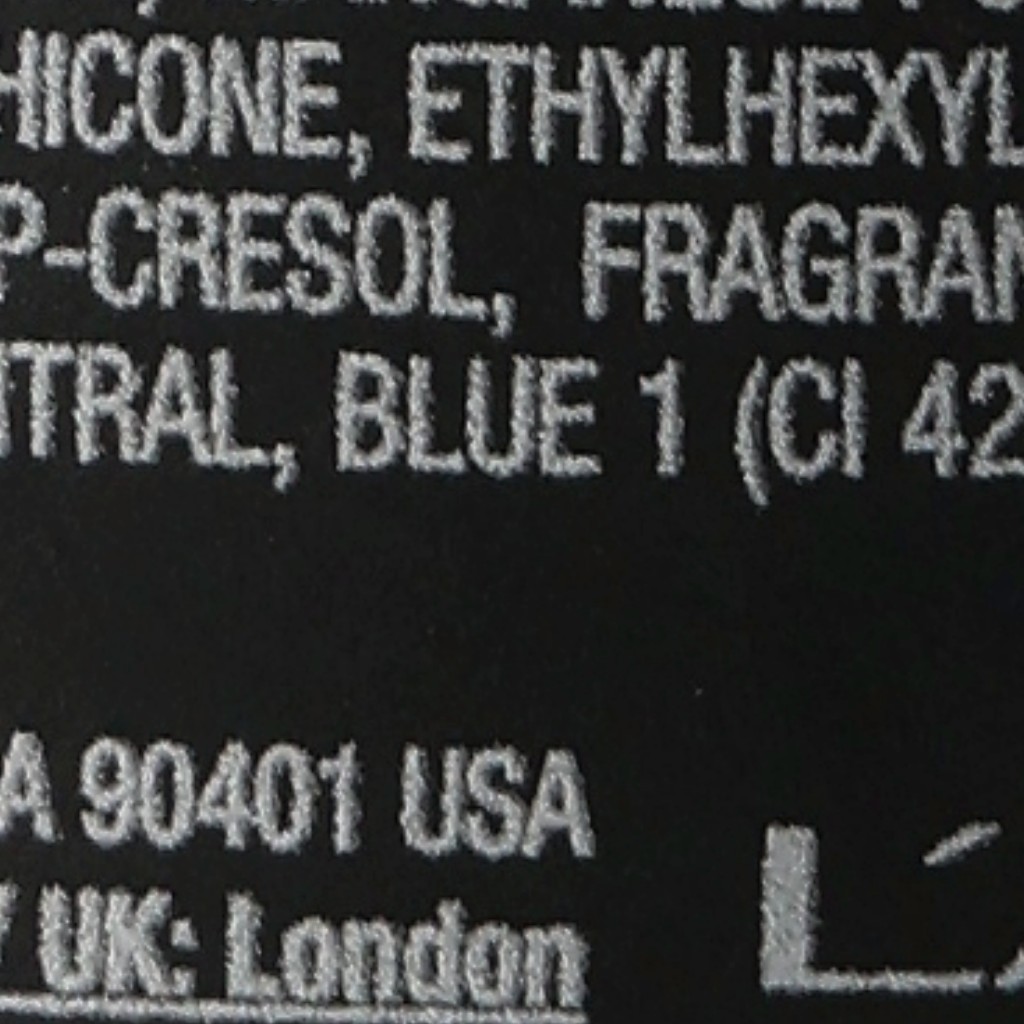 HICONE, ETHYLHEXYL
P-CRESOL, FRAGRAN
TRAL, BLUE 1 (CI 42
A 90401 USA
UK: London